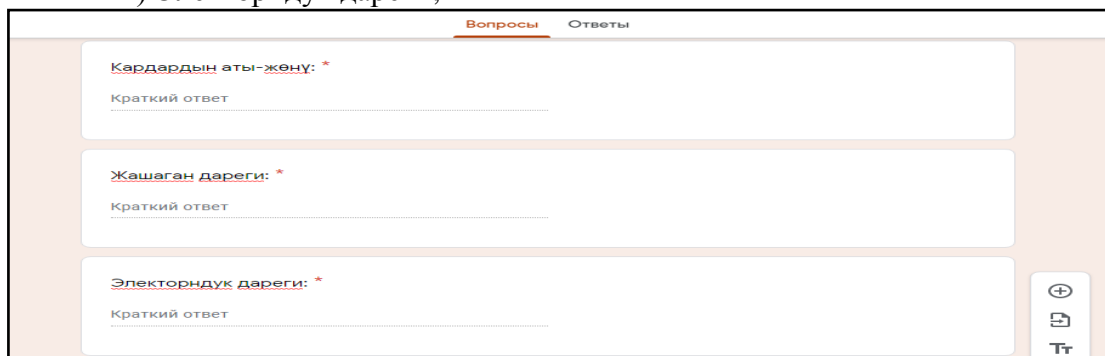 Вопросы Ответы
Кардардын аты-жөнү: *
Краткий ответ
Жашаган дареги: *
Краткий ответ
Электорндук дареги: *
Краткий ответ
Тт